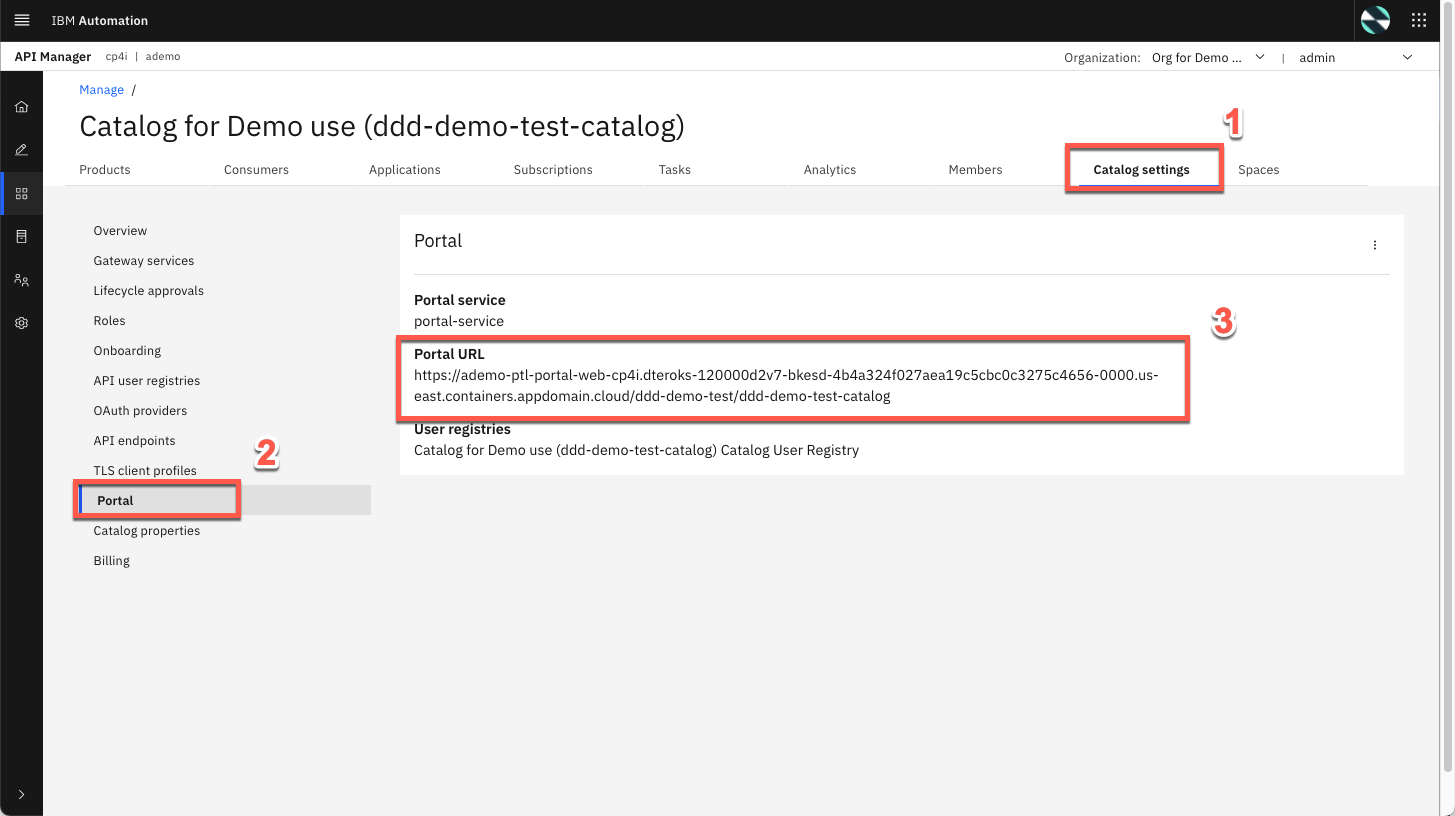 IBM Automation
API Manager cp4i | ademo
Organization: Org for Demo ... | admin
Manage /
Catalog for Demo use (ddd-demo-test-catalog)
1
Products Consumers Applications Subscriptions Tasks Analytics Members Catalog settings Spaces
Overview
Gateway services
Lifecycle approvals
Roles
Onboarding
API user registries
OAuth providers
API endpoints
TLS client profiles
2
Portal
Catalog properties
Billing
Portal
Portal service
portal-service
3
Portal URL
https://ademo-ptl-portal-web-cp4i.dteroks-120000d2v7-bkesd-4b4a324f027aea19c5cbc0c3275c4656-0000.us-
east.containers.appdomain.cloud/ddd-demo-test/ddd-demo-test-catalog
User registries
Catalog for Demo use (ddd-demo-test-catalog) Catalog User Registry